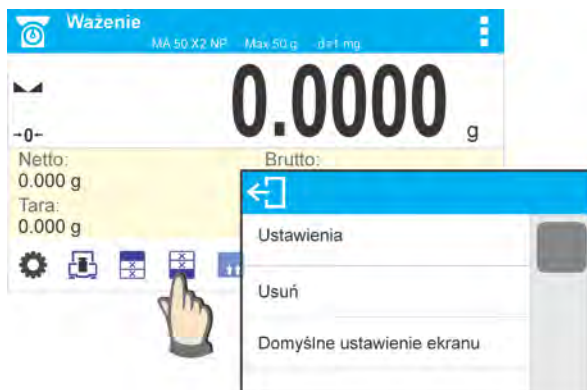 Ważenie
MA 50 X2 NP Max 50 g d=1 mg
0.0000 g
→0←
Netto: Brutto:
0.000 g
Tara:
0.000 g
Ustawienia
Usuń
Domyślne ustawienie ekranu